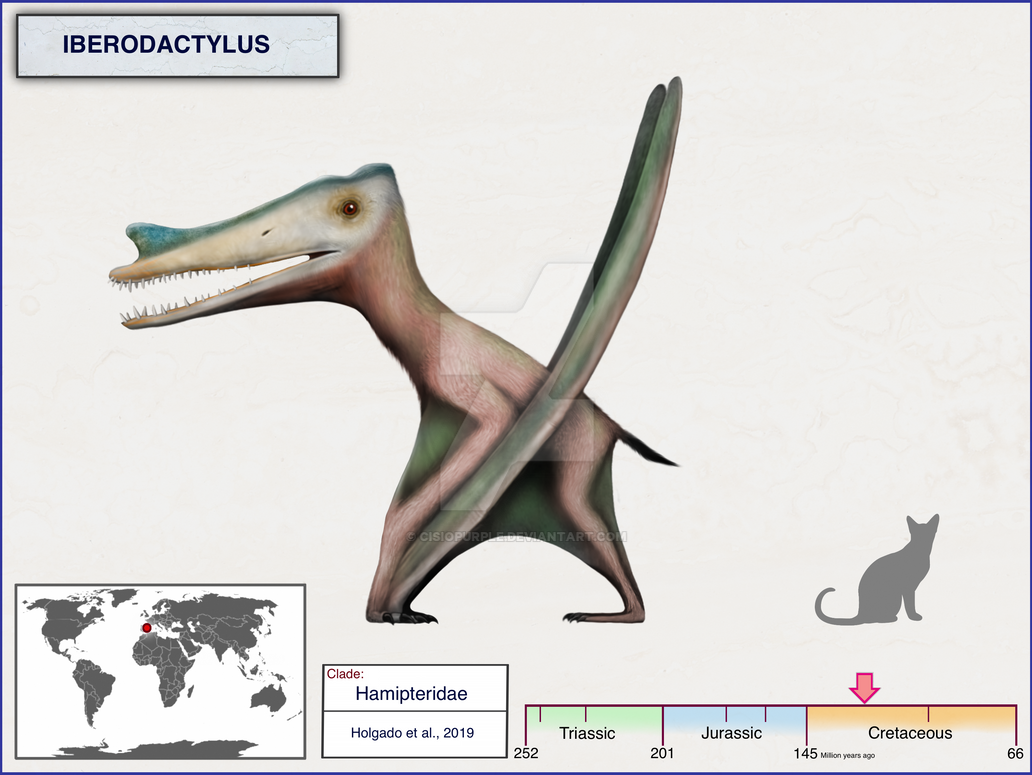 IBERODACTYLUS
© CISIOPURPLE.DEVIANTART.COM
Clade:
Hamipteridae
Holgado et al., 2019
Triassic
Jurassic
Cretaceous
252
201
145 Million years ago
66